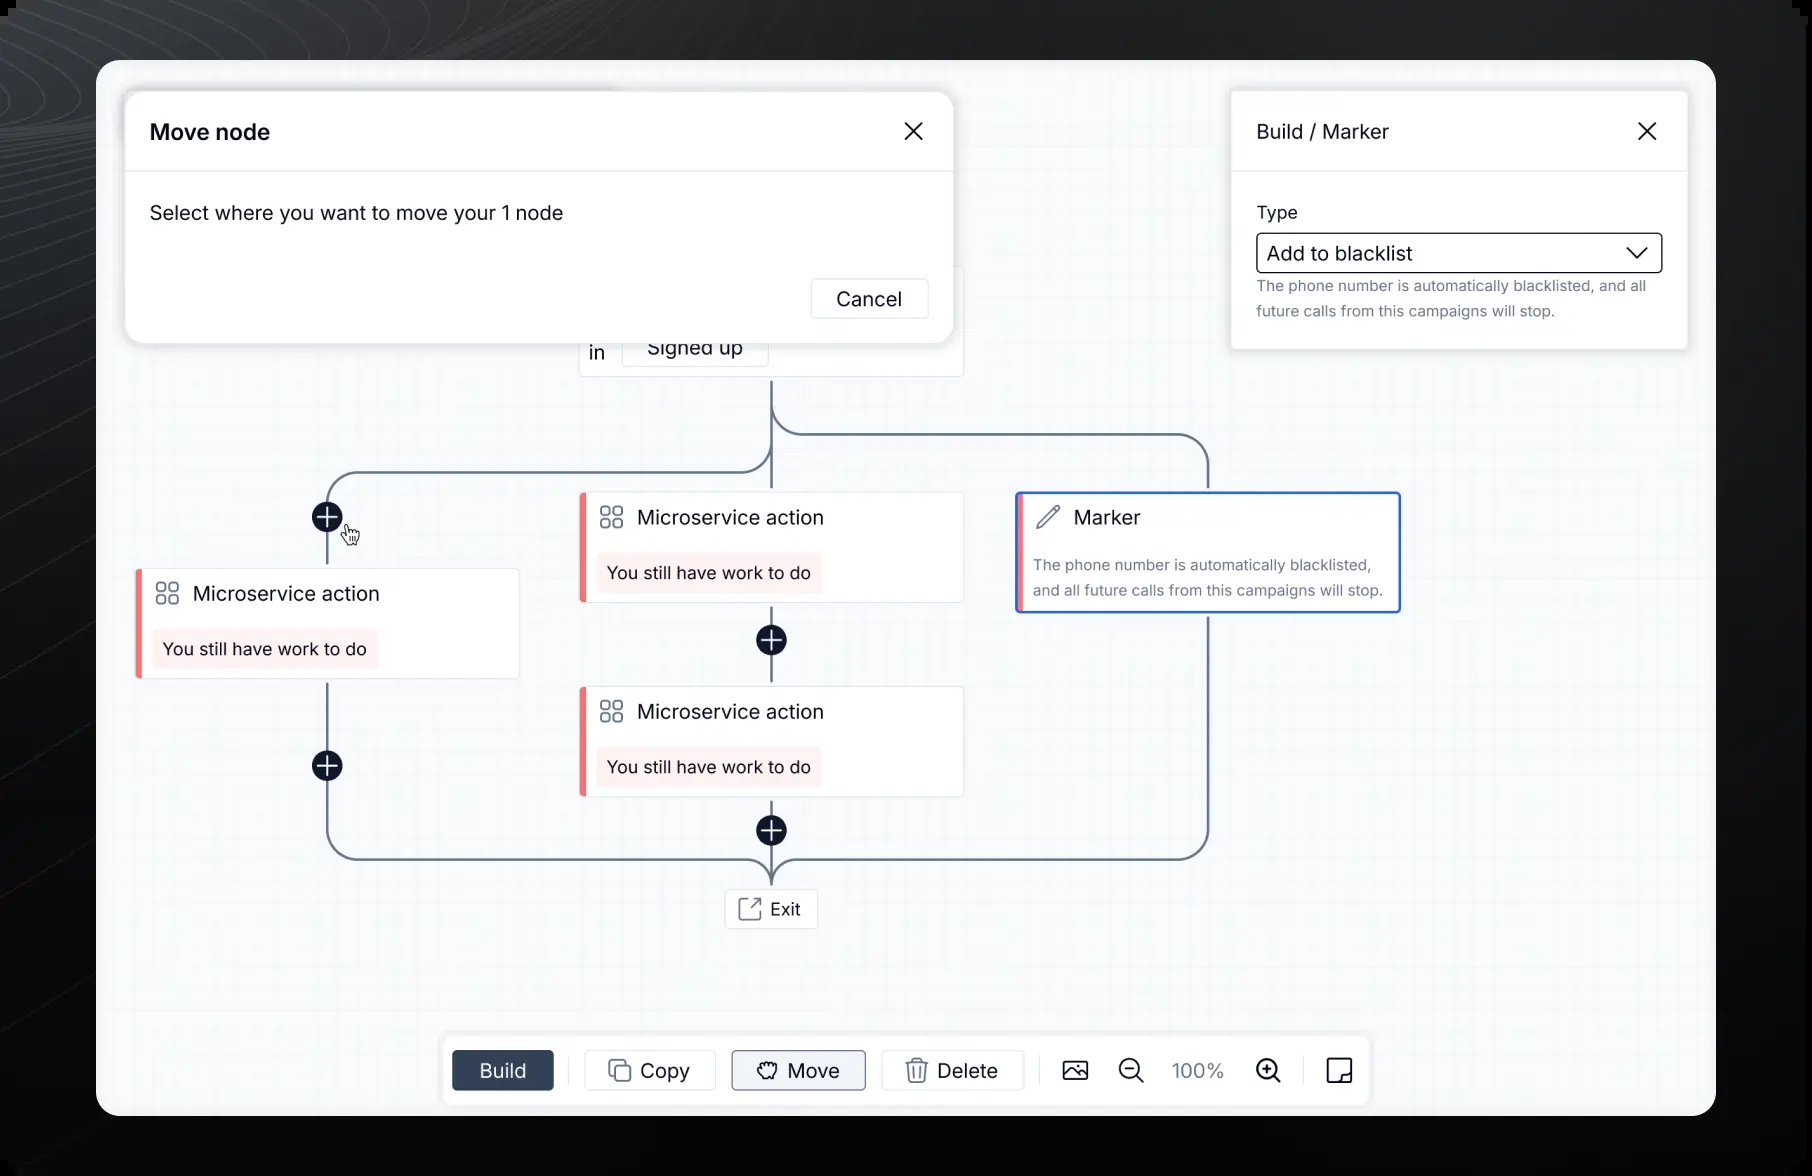 Move node
Select where you want to move your 1 node
Cancel
Build / Marker
Type
Add to blacklist
The phone number is automatically blacklisted, and all
future calls from this campaigns will stop.
in
Signed up
Microservice action
You still have work to do
Microservice action
You still have work to do
Marker
The phone number is automatically blacklisted,
and all future calls from this campaigns will stop.
Microservice action
You still have work to do
Exit
Build
Copy
Move
Delete
100%